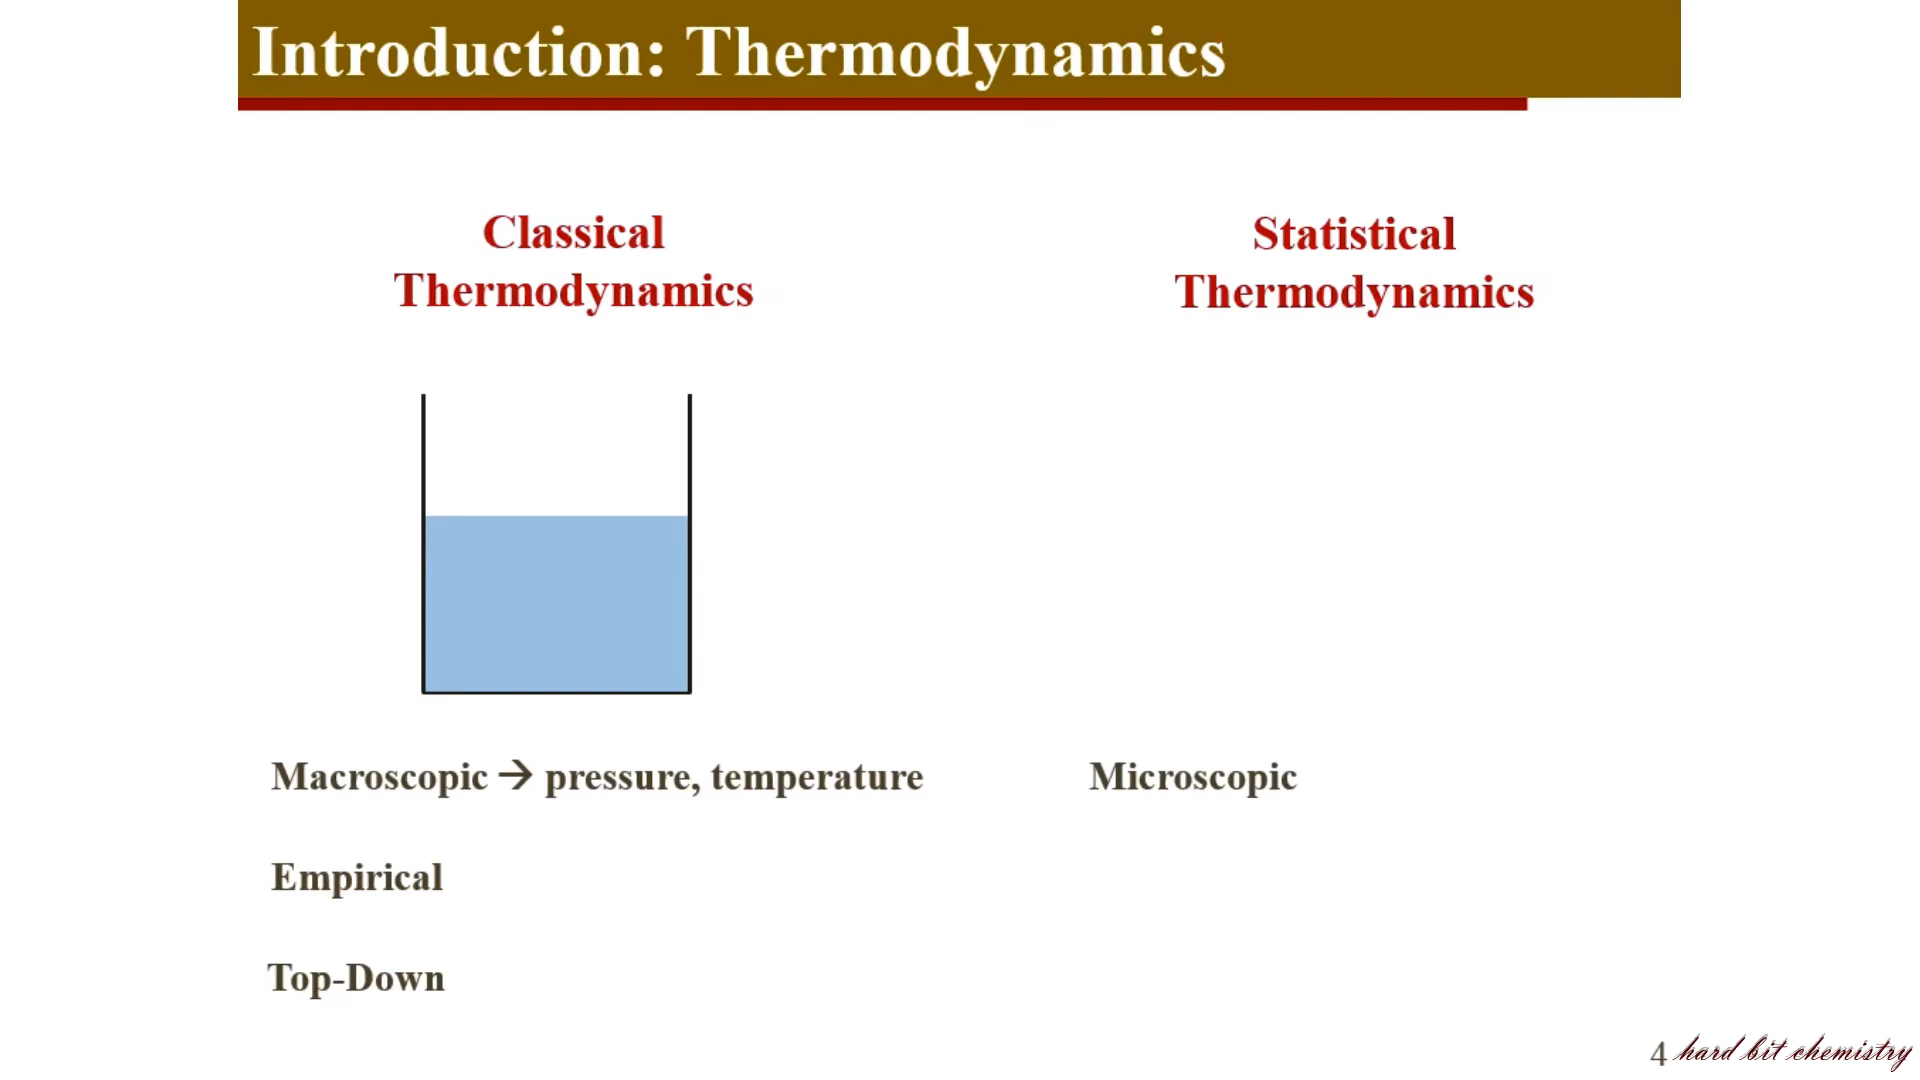 Introduction: Thermodynamics
Classical
Thermodynamics
Statistical
Thermodynamics
Macroscopic → pressure, temperature
Microscopic
Empirical
Top-Down
4
hard bit chemistry